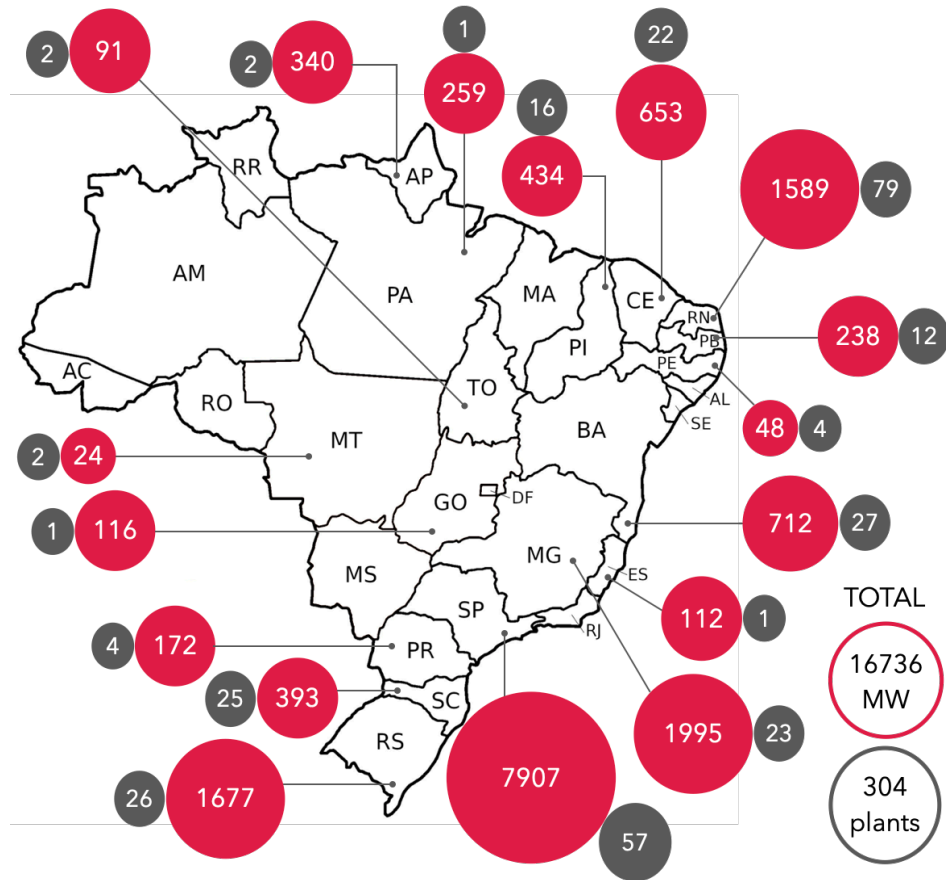 1
22
2
91
2
340
259
16
653
434
1589
79
RR
AP
AM
PA
MA
CE
RN
PI
PB
238
12
PE
AC
TO
AL
RO
BA
SE
48
4
MT
2
24
GO
DF
712
27
1
116
MG
MS
ES
SP
112
1
TOTAL
RJ
4
172
PR
16736
MW
25
393
SC
1995
23
RS
7907
26
1677
304
plants
57